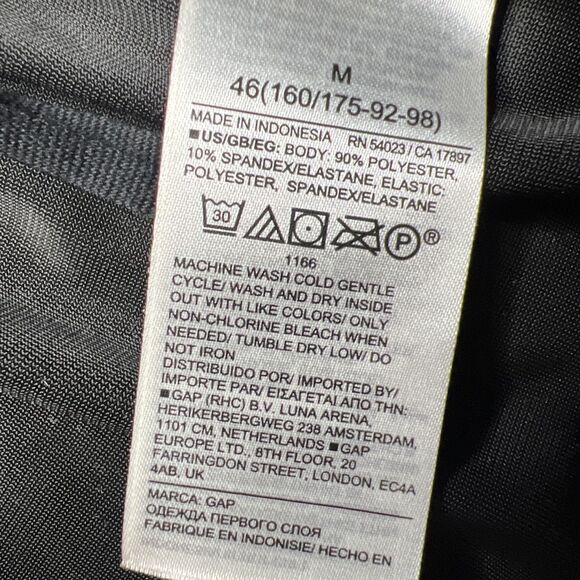 M
46(160/175-92-98)
MADE IN INDONESIA RN 54023 / CA 17897
■US/GB/EG: BODY: 90% POLYESTER,
10% SPANDEX/ELASTANE, ELASTIC:
POLYESTER, SPANDEX/ELASTANE
30 P®
1166
MACHINE WASH COLD GENTLE
CYCLE/ WASH AND DRY INSIDE
OUT WITH LIKE COLORS/ ONLY
NON-CHLORINE BLEACH WHEN
NEEDED/ TUMBLE DRY LOW/ DO
NOT IRON
DISTRIBUIDO POR/ IMPORTED BY/
IMPORTE PAR/ ΕΙΣΑΓΕΤΑΙ ΑΠΟ ΤΗΝ:
■GAP (RHC) B.V. LUNA ARENA,
HERIKERBERGWEG 238 AMSTERDAM,
1101 CM, NETHERLANDS ■GAP
EUROPE LTD., 8TH FLOOR, 20
FARRINGDON STREET, LONDON, EC4A
4AB, UK
MARCA: GAP
ОДЕЖДА ПЕРВОГО СЛОЯ
FABRIQUE EN INDONISIE/ HECHO EN